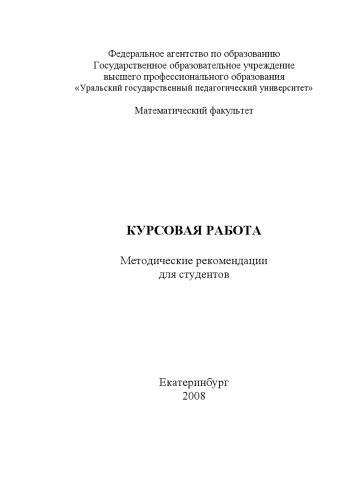 Федеральное агентство по образованию
Государственное образовательное учреждение
высшего профессионального образования
«Уральский государственный педагогический университет»
Математический факультет
КУРСОВАЯ РАБОТА
Методические рекомендации
для студентов
Екатеринбург
2008